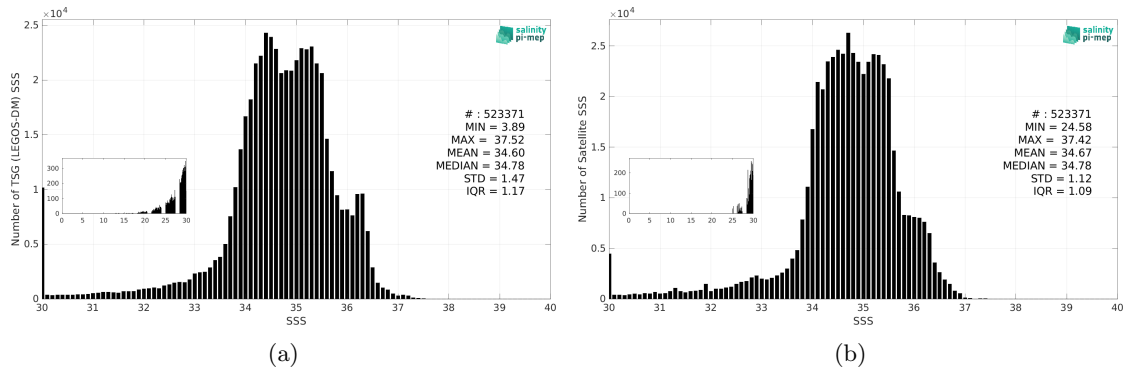 ×10⁴
salinity
pi-mep
Number of TSG (LEGOS-DM) SSS
2.5
2
1.5
1
0.5
0
# : 523371
MIN = 3.89
MAX = 37.52
MEAN = 34.60
MEDIAN = 34.78
STD = 1.47
IQR = 1.17
300
200
100
0
0 5 10 15 20 25 30
30 31 32 33 34 35 36 37 38 39 40
SSS
(a)
×10⁴
salinity
pi-mep
Number of Satellite SSS
2.5
2
1.5
1
0.5
0
# : 523371
MIN = 24.58
MAX = 37.42
MEAN = 34.67
MEDIAN = 34.78
STD = 1.12
IQR = 1.09
200
100
0
0 5 10 15 20 25 30
30 31 32 33 34 35 36 37 38 39 40
SSS
(b)